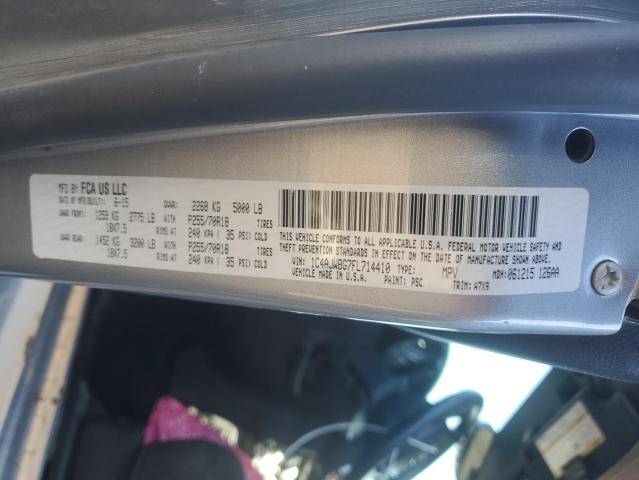 MFD BY FCA US LLC
DATE OF MFR/BUILT: 6-15 GVWR: 2268 KG 5000 LB
GAWR FRONT: 1259 KG 2775 LB WITH P255/70R18 TIRES
18X7.5 RIMS AT 240 KPA ( 35 PSI) COLD
GAWR REAR: 1452 KG 3200 LB WITH P255/70R18 TIRES
18X7.5 RIMS AT 240 KPA ( 35 PSI) COLD
THIS VEHICLE CONFORMS TO ALL APPLICABLE U.S.A. FEDERAL MOTOR VEHICLE SAFETY AND
THEFT PREVENTION STANDARDS IN EFFECT ON THE DATE OF MANUFACTURE SHOWN ABOVE.
VIN: 1C4AJWBG7FL714410 TYPE: MPV MDH: 061215 126AA
VEHICLE MADE IN U.S.A. PAINT: PSC TRIM: A7X9